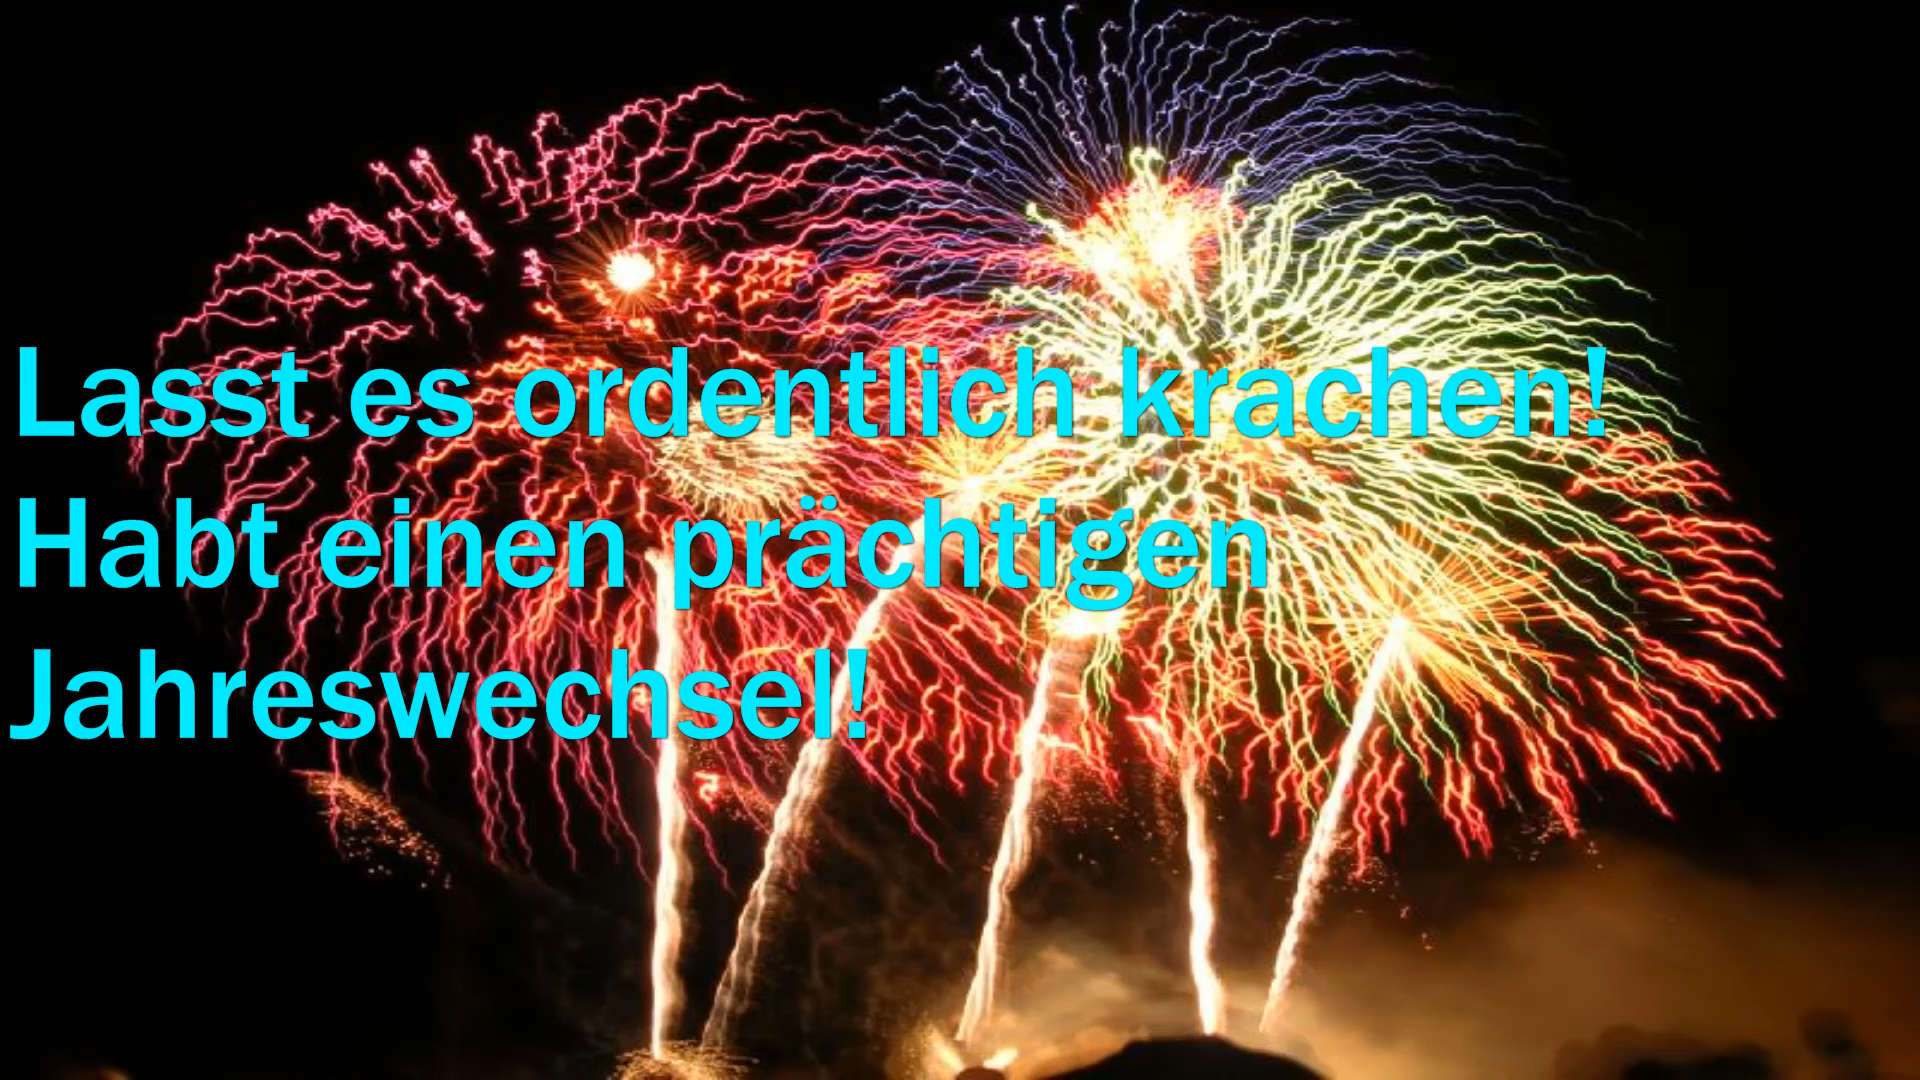 Lasst es ordentlich krachen!
Habt einen prächtigen
Jahreswechsel!